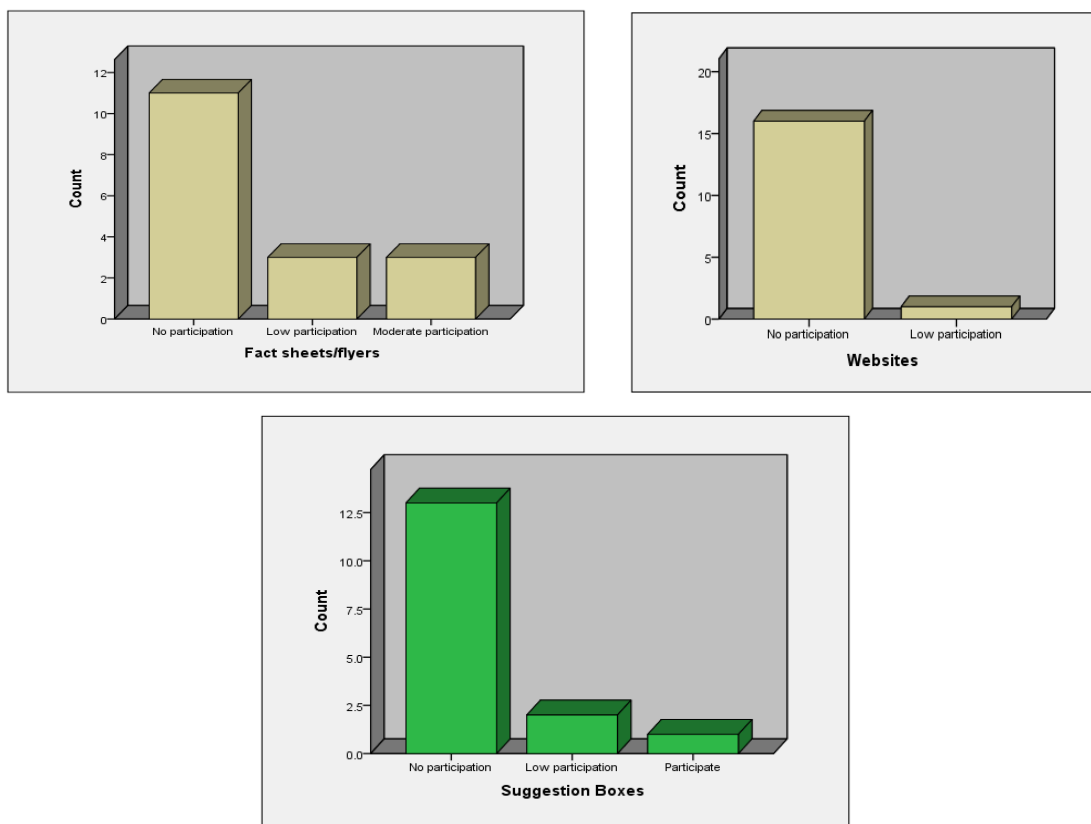 12
10
8
6
4
2
0
Count
No participation Low participation Moderate participation
Fact sheets/flyers
20
15
10
5
0
Count
No participation Low participation
Websites
12.5
10.0
7.5
5.0
2.5
0.0
Count
No participation Low participation Participate
Suggestion Boxes